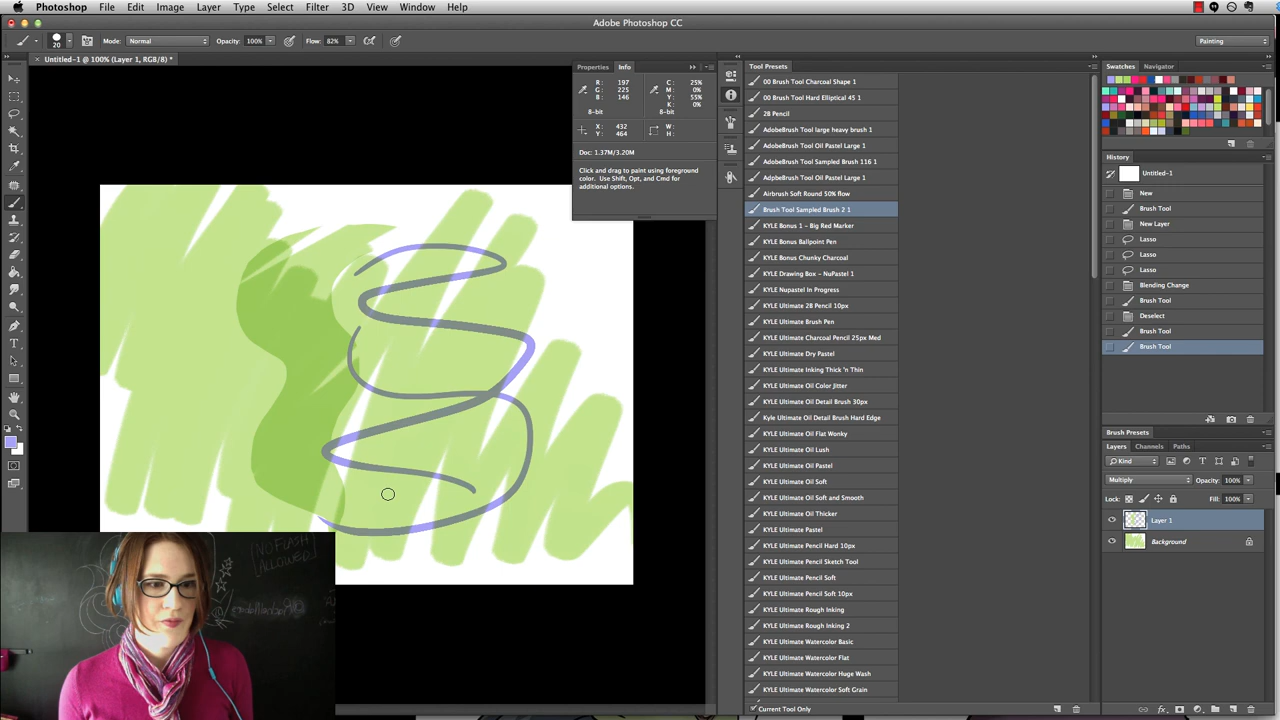 Photoshop File Edit Image Layer Type Select Filter 3D View Window Help
Adobe Photoshop CC
20 Mode: Normal Opacity: 100% Flow: 82% Painting
Untitled-1 @ 100% (Layer 1, RGB/8) *
Properties Info
R: 197 C: 25%
G: 225 M: 0%
B: 146 Y: 55%
K: 0%
8-bit 8-bit
X: 432 W:
Y: 464 H:
Doc: 1.37M/3.20M
Click and drag to paint using foreground
color. Use Shift, Opt, and Cmd for
additional options.
Tool Presets
00 Brush Tool Charcoal Shape 1
00 Brush Tool Hard Elliptical 45 1
2B Pencil
AdobeBrush Tool large heavy brush 1
AdobeBrush Tool Oil Pastel Large 1
AdobeBrush Tool Sampled Brush 116 1
AdpbeBrush Tool Oil Pastel Large 1
Airbrush Soft Round 50% flow
Brush Tool Sampled Brush 2 1
KYLE Bonus 1 - Big Red Marker
KYLE Bonus Ballpoint Pen
KYLE Bonus Chunky Charcoal
KYLE Drawing Box - NuPastel 1
KYLE Nupastel In Progress
KYLE Ultimate 2B Pencil 10px
KYLE Ultimate Brush Pen
KYLE Ultimate Charcoal Pencil 25px Med
KYLE Ultimate Dry Pastel
KYLE Ultimate Inking Thick 'n Thin
KYLE Ultimate Oil Color Jitter
KYLE Ultimate Oil Detail Brush 30px
Kyle Ultimate Oil Detail Brush Hard Edge
KYLE Ultimate Oil Flat Wonky
KYLE Ultimate Oil Lush
KYLE Ultimate Oil Pastel
KYLE Ultimate Oil Soft
KYLE Ultimate Oil Soft and Smooth
KYLE Ultimate Oil Thicker
KYLE Ultimate Pastel
KYLE Ultimate Pencil Hard 10px
KYLE Ultimate Pencil Sketch Tool
KYLE Ultimate Pencil Soft
KYLE Ultimate Pencil Soft 10px
KYLE Ultimate Rough Inking
KYLE Ultimate Rough Inking 2
KYLE Ultimate Watercolor Basic
KYLE Ultimate Watercolor Flat
KYLE Ultimate Watercolor Huge Wash
KYLE Ultimate Watercolor Soft Grain
Current Tool Only
Swatches Navigator
History
Untitled-1
New
Brush Tool
New Layer
Lasso
Lasso
Lasso
Blending Change
Brush Tool
Deselect
Brush Tool
Brush Tool
Brush Presets
Layers Channels Paths
Kind
Multiply Opacity: 100%
Lock: Fill: 100%
Layer 1
Background
NO FLASH
ALLOWED